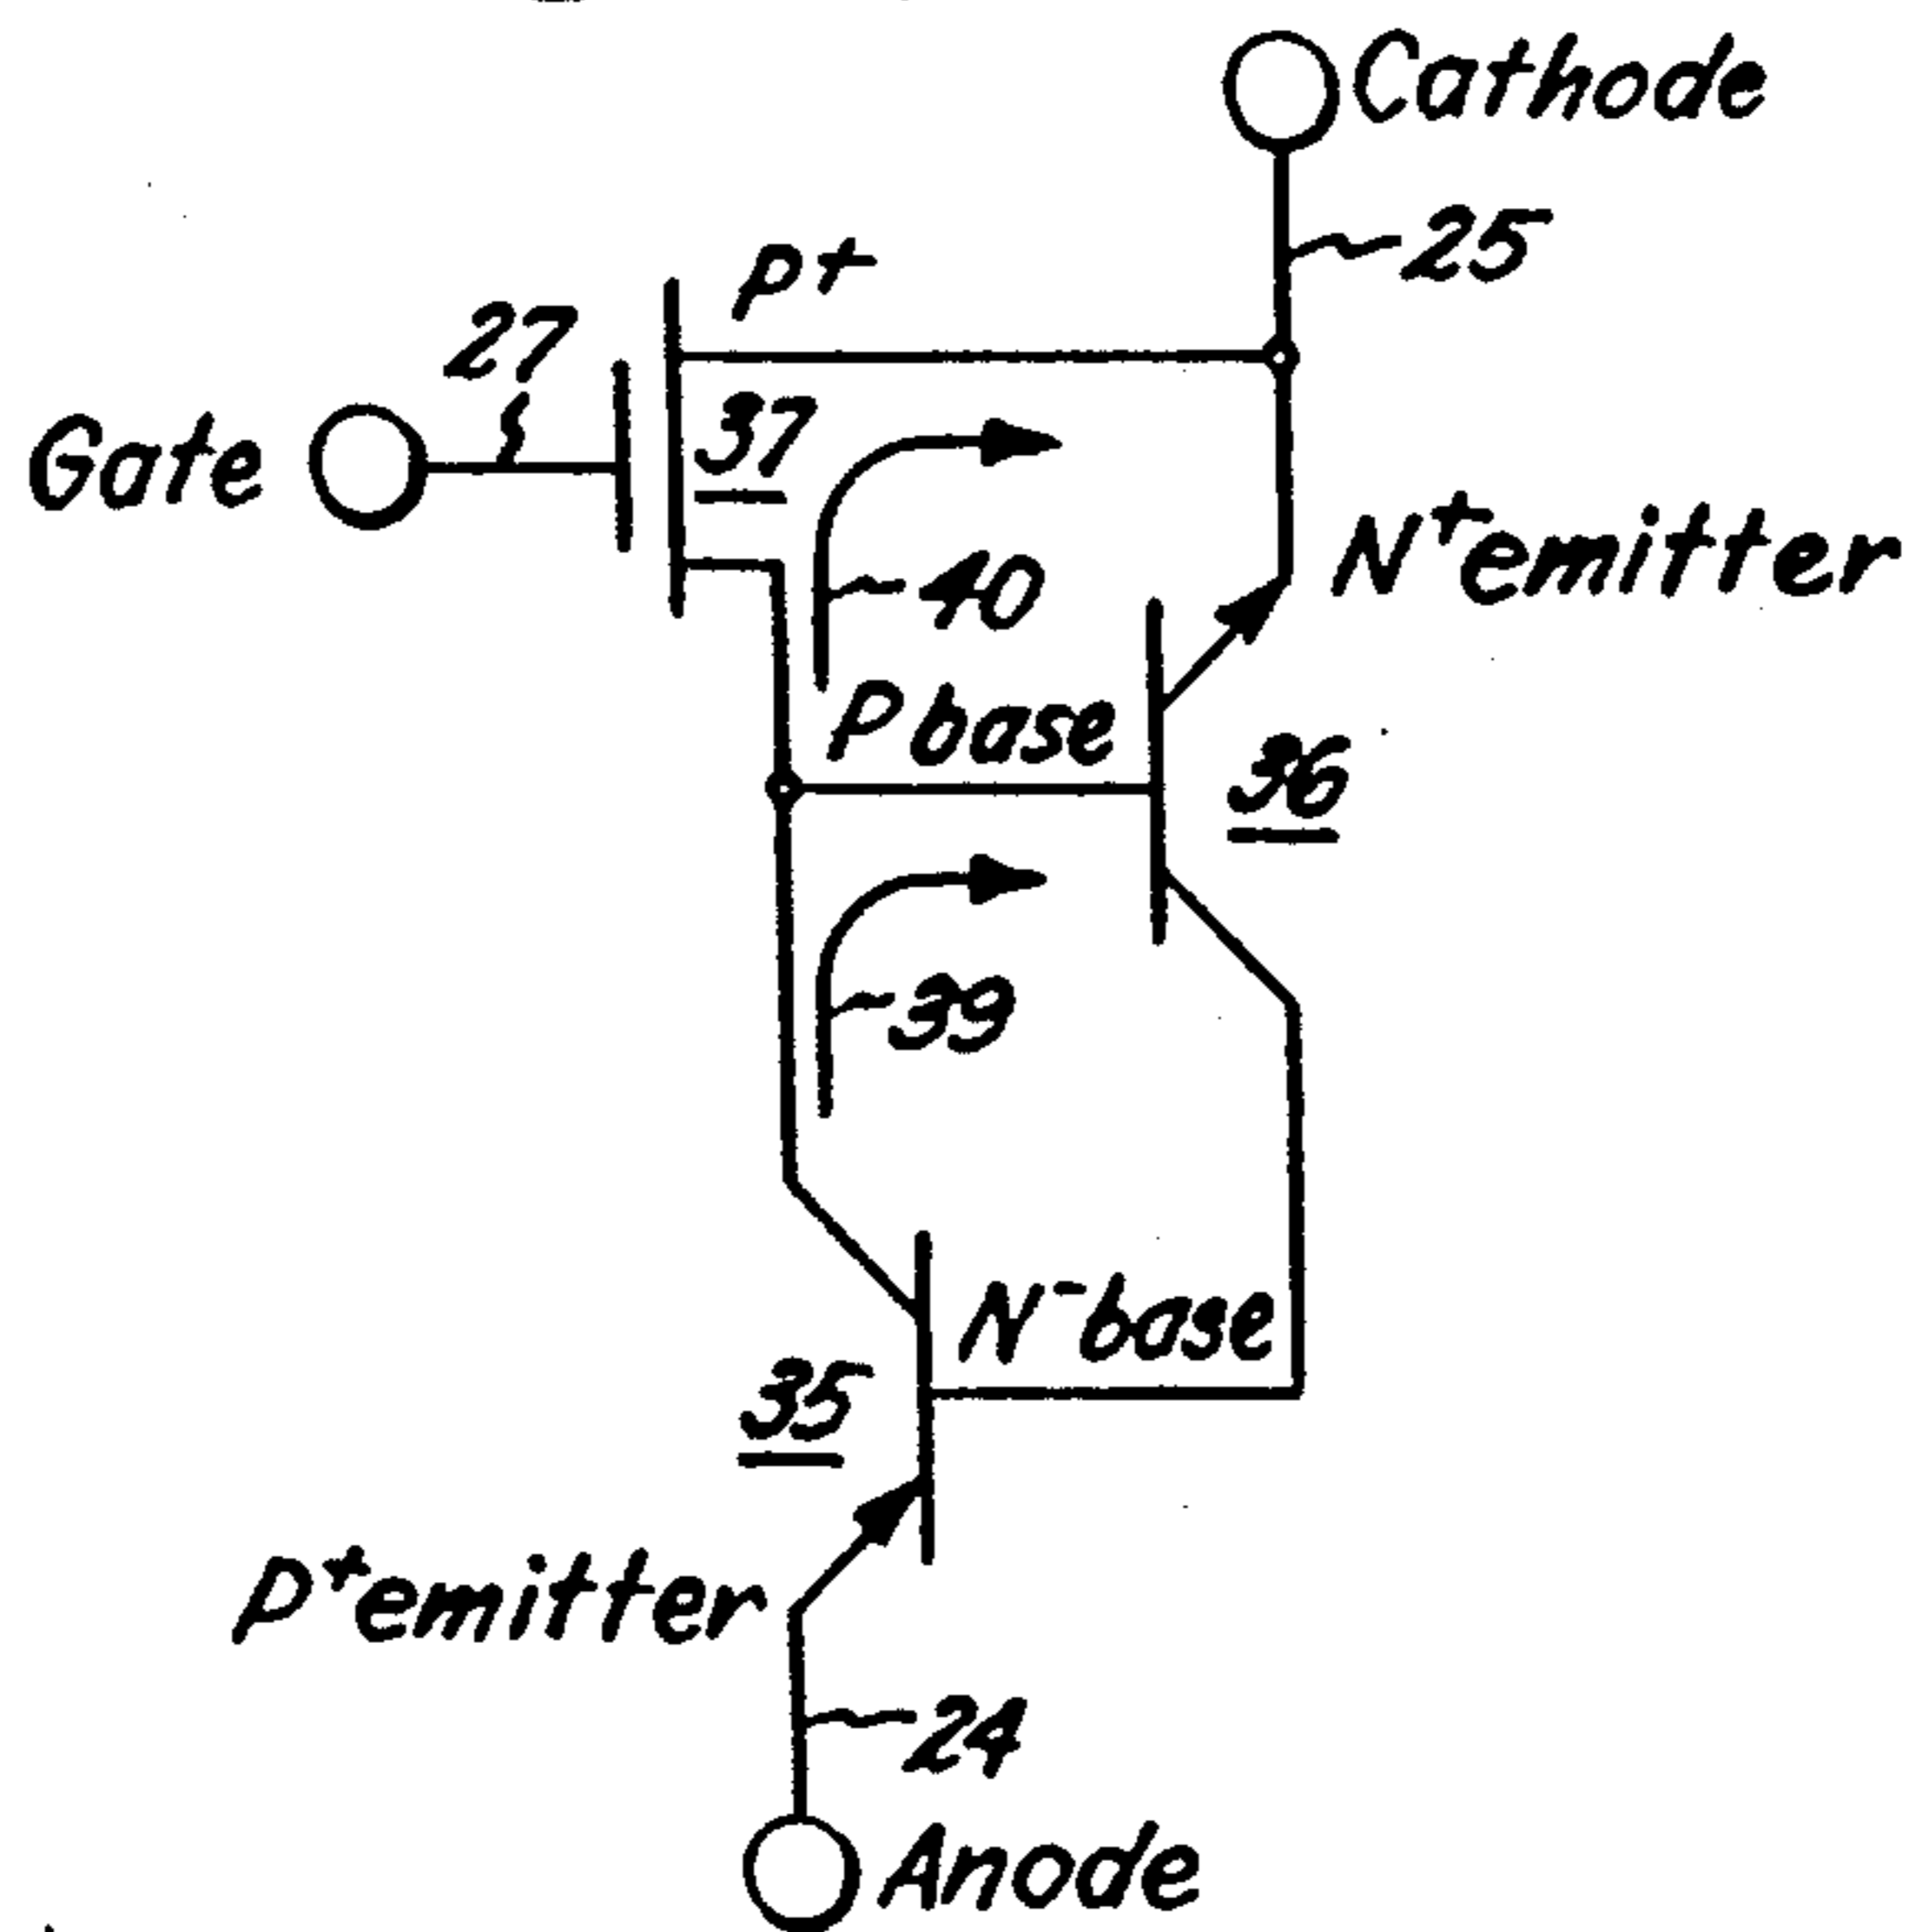 Cathode
25
p+
27
37
Gate
N+emitter
40
P base
36
39
N-base
35
P+emitter
24
Anode